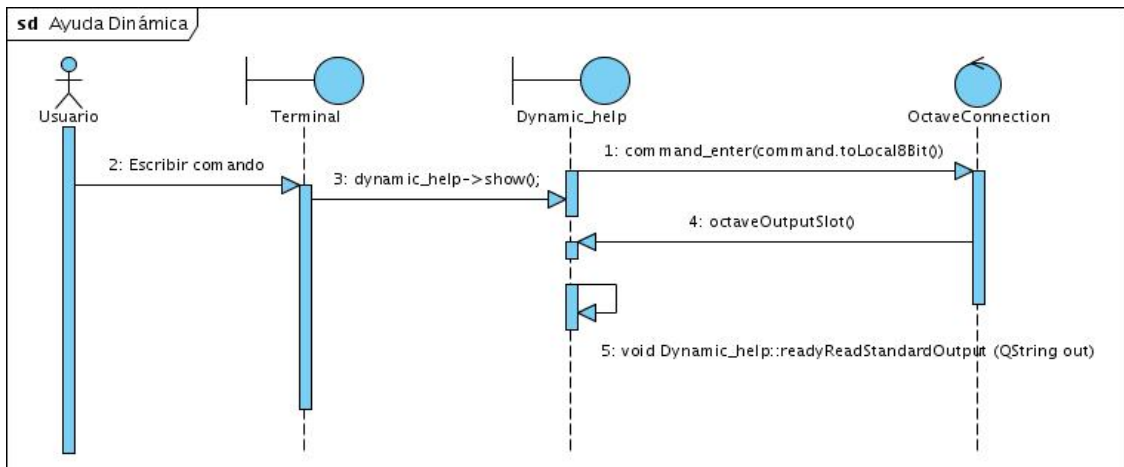 sd Ayuda Dinámica
Usuario
Terminal
Dynamic_help
OctaveConnection
1: command_enter(command.toLocal8Bit())
2: Escribir comando
3: dynamic_help->show();
4: octaveOutputSlot()
5: void Dynamic_help::readyReadStandardOutput (QString out)